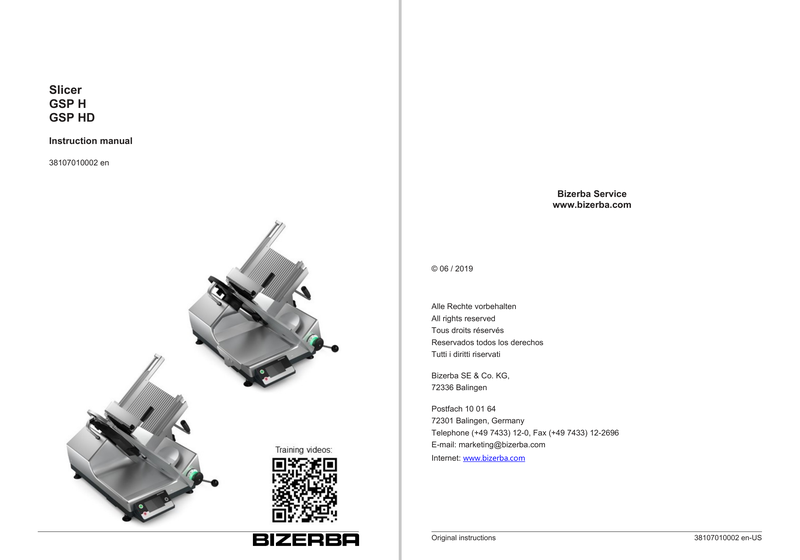 Slicer
GSP H
GSP HD
Instruction manual
38107010002 en
Training videos:
BIZERBA
Bizerba Service
www.bizerba.com
© 06 / 2019
Alle Rechte vorbehalten
All rights reserved
Tous droits réservés
Reservados todos los derechos
Tutti i diritti riservati
Bizerba SE & Co. KG,
72336 Balingen
Postfach 10 01 64
72301 Balingen, Germany
Telephone (+49 7433) 12-0, Fax (+49 7433) 12-2696
E-mail: marketing@bizerba.com
Internet: www.bizerba.com
Original instructions
38107010002 en-US